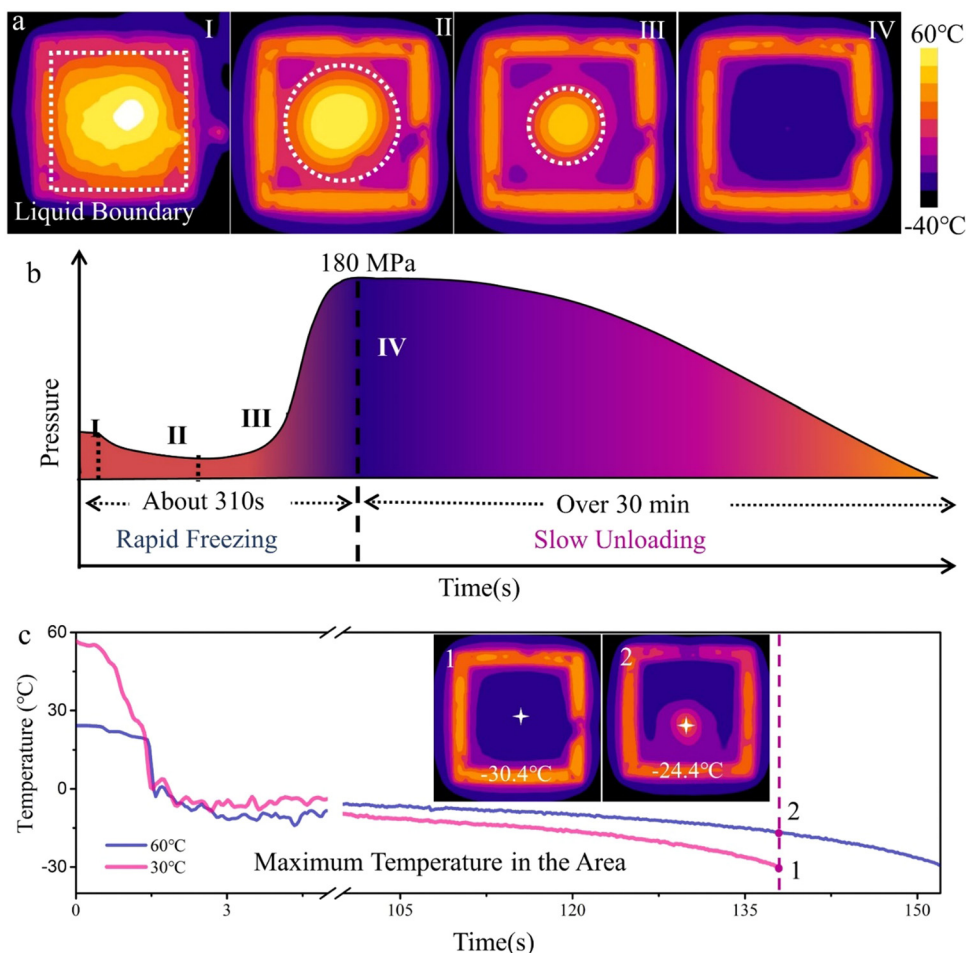 a
I
II
III
IV
60℃
Liquid Boundary
-40℃
b
180 MPa
Pressure
I
II
III
IV
About 310s
Over 30 min
Rapid Freezing
Slow Unloading
Time(s)
c
60
30
0
-30
Temperature (℃)
1
-30.4℃
2
-24.4℃
2
1
60℃
30℃
Maximum Temperature in the Area
0
3
105
120
135
150
Time(s)